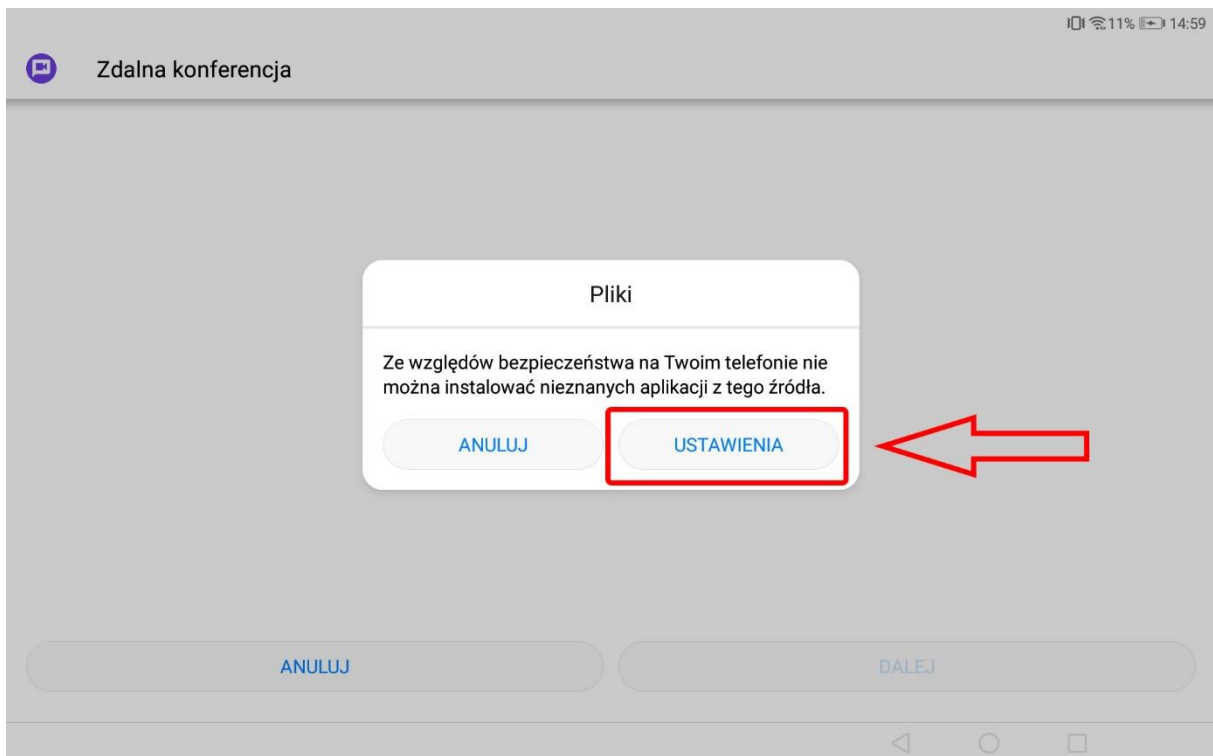 11% 14:59
Zdalna konferencja
Pliki
Ze względów bezpieczeństwa na Twoim telefonie nie
można instalować nieznanych aplikacji z tego źródła.
ANULUJ USTAWIENIA
ANULUJ DALEJ